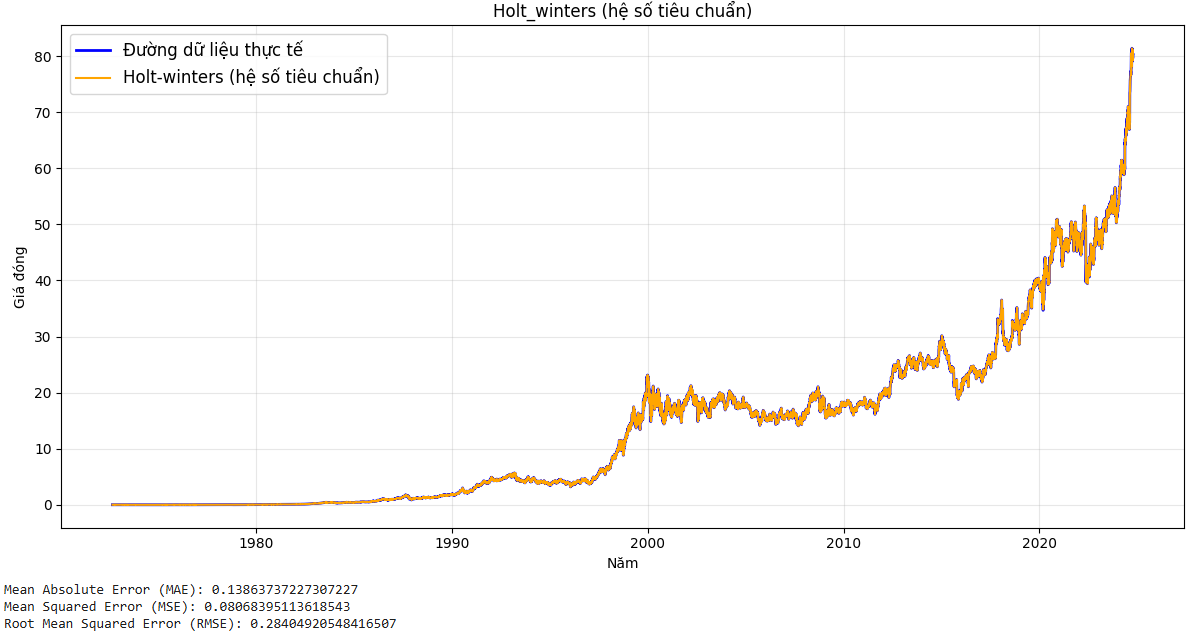 Holt_winters (hệ số tiêu chuẩn)
Đường dữ liệu thực tế
Holt-winters (hệ số tiêu chuẩn)
80
70
60
50
40
30
20
10
0
Giá đóng
1980 1990 2000 2010 2020
Năm
Mean Absolute Error (MAE): 0.13863737227307227
Mean Squared Error (MSE): 0.08068395113618543
Root Mean Squared Error (RMSE): 0.28404920548416507